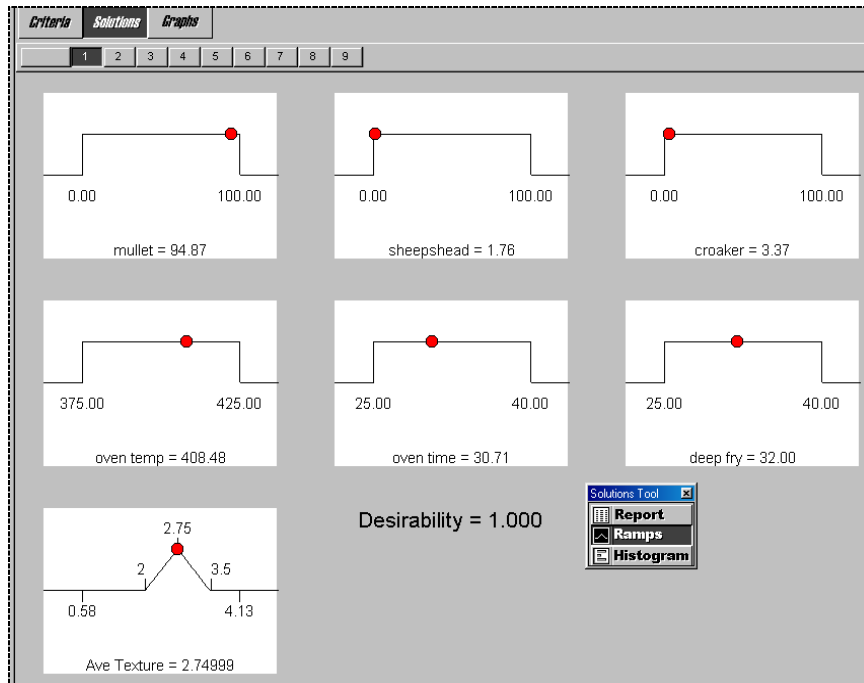 Criteria Solutions Graphs
1 2 3 4 5 6 7 8 9
0.00 100.00
mullet = 94.87
0.00 100.00
sheepshead = 1.76
0.00 100.00
croaker = 3.37
375.00 425.00
oven temp = 408.48
25.00 40.00
oven time = 30.71
25.00 40.00
deep fry = 32.00
2.75
2 3.5
0.58 4.13
Ave Texture = 2.74999
Desirability = 1.000
Solutions Tool
Report
Ramps
Histogram